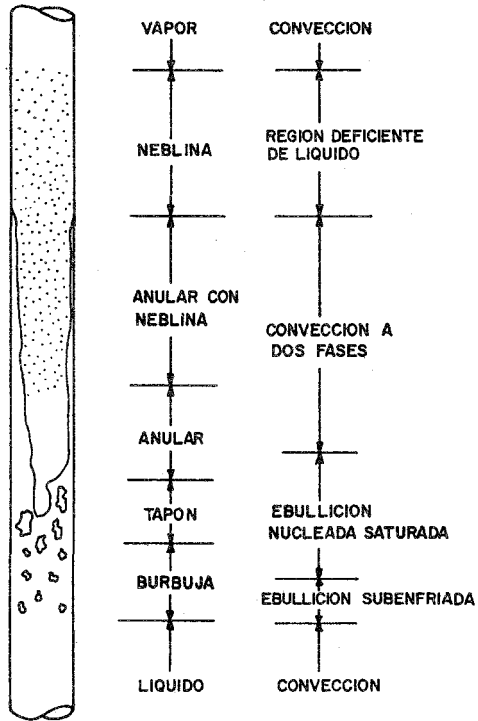 VAPOR
CONVECCION
NEBLINA
REGION DEFICIENTE
DE LIQUIDO
ANULAR CON
NEBLINA
CONVECCION A
DOS FASES
ANULAR
TAPON
EBULLICION
NUCLEADA SATURADA
BURBUJA
EBULLICION SUBENFRIADA
LIQUIDO
CONVECCION